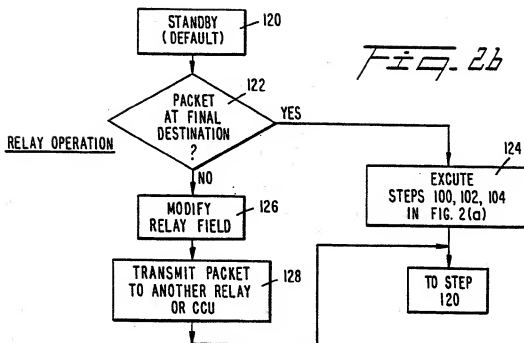 STANDBY
(DEFAULT)
120
Fig. 2b
122
PACKET
AT FINAL
DESTINATION
?
YES
RELAY OPERATION
NO
124
EXCUTE
STEPS 100, 102, 104
IN FIG. 2(a)
MODIFY
RELAY FIELD
126
TRANSMIT PACKET
TO ANOTHER RELAY
OR CCU
128
TO STEP
120